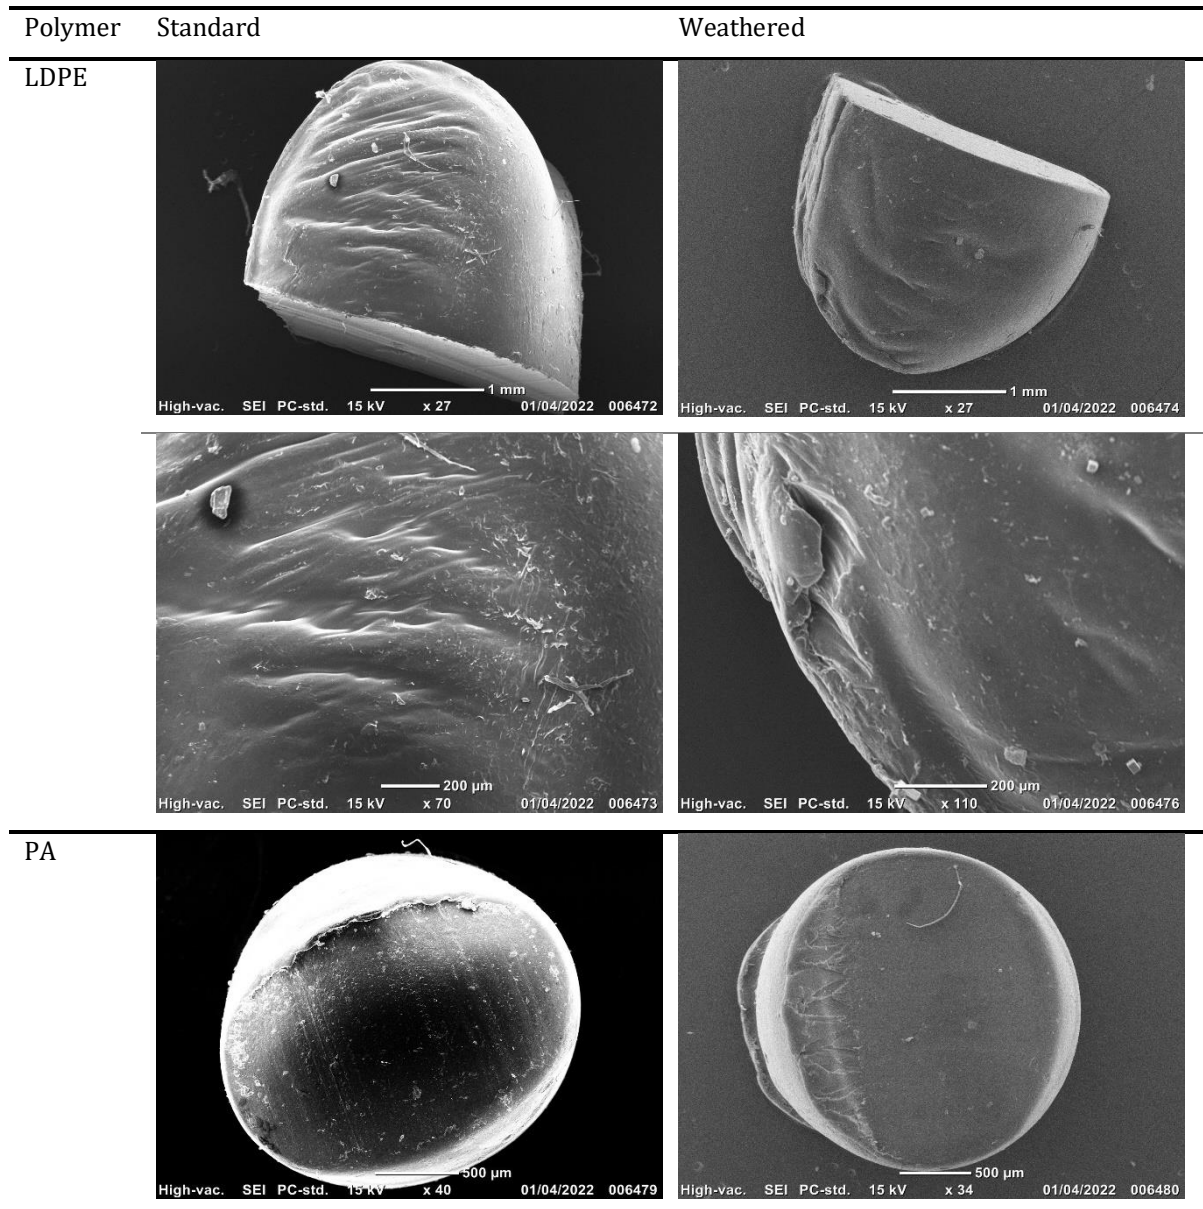 Polymer Standard Weathered
LDPE
1 mm
High-vac. SEI PC-std. 15 kV x 27 01/04/2022 006472
1 mm
High-vac. SEI PC-std. 15 kV x 27 01/04/2022 006474
200 µm
High-vac. SEI PC-std. 15 kV x 70 01/04/2022 006473
200 µm
High-vac. SEI PC-std. 15 kV x 110 01/04/2022 006476
PA
500 µm
High-vac. SEI PC-std. 15 kV x 40 01/04/2022 006479
500 µm
High-vac. SEI PC-std. 15 kV x 34 01/04/2022 006480